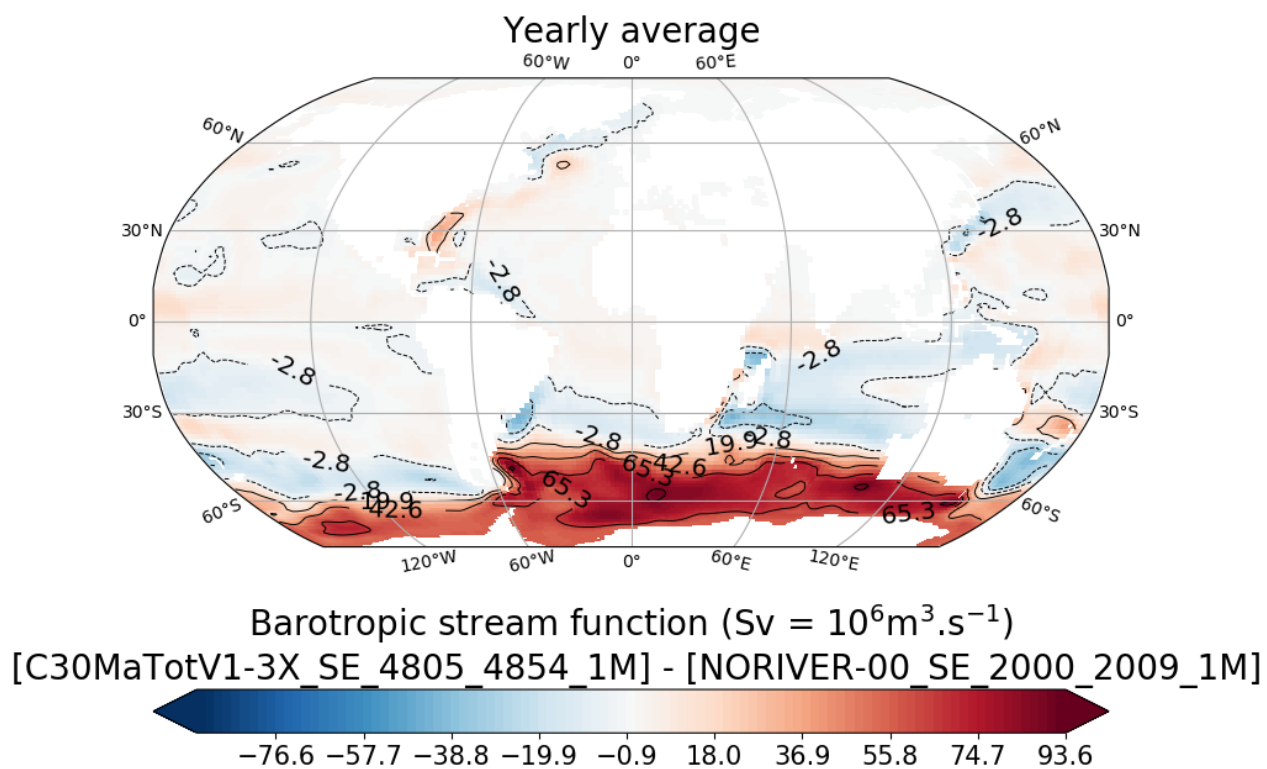 Yearly average
60°W 0° 60°E
60°N 60°N
-2.8
30°N 30°N
-2.8
0° 0°
-2.8 -2.8
30°S 30°S
-2.8 19.9 -2.8
-2.8 65.3 42.6
-2.8 19.9 65.3
42.6 65.3
60°S 60°S
120°W 60°W 0° 60°E 120°E
Barotropic stream function (Sv = 10⁶m³.s⁻¹)
[C30MaTotV1-3X_SE_4805_4854_1M] - [NORIVER-00_SE_2000_2009_1M]
−76.6 −57.7 −38.8 −19.9 −0.9 18.0 36.9 55.8 74.7 93.6